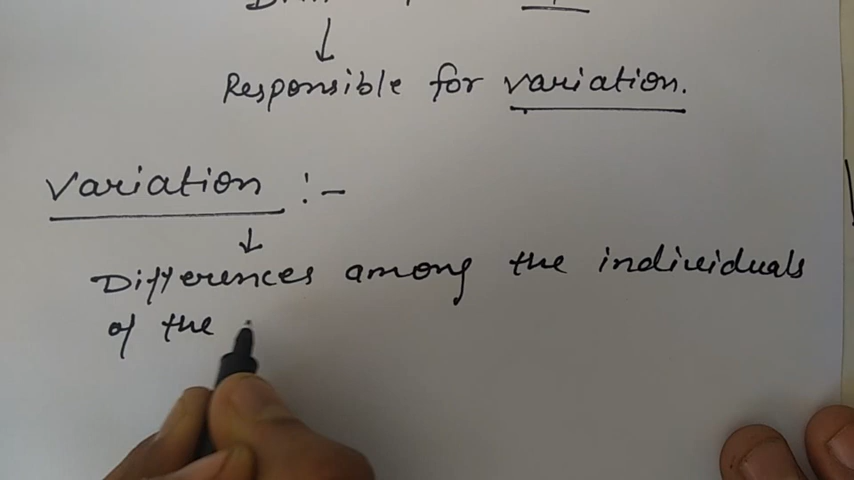 Responsible for variation.
Variation :-
Differences among the individuals
of the